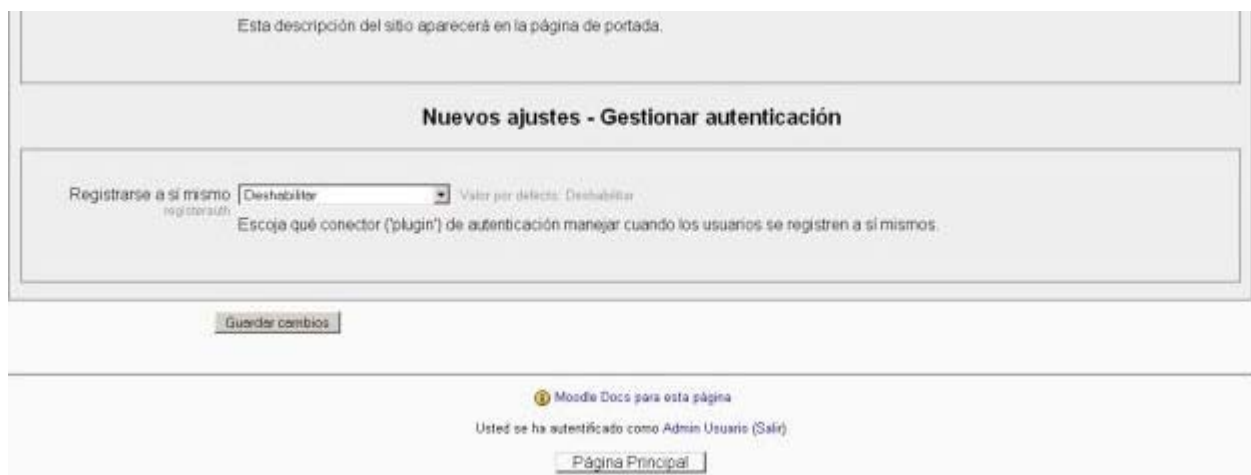 Esta descripción del sitio aparecerá en la página de portada.
Nuevos ajustes - Gestionar autenticación
Registrarse a sí mismo Deshabilitar Valor por defecto: Deshabilitar
registerauth
Escoja qué conector ('plugin') de autenticación manejar cuando los usuarios se registren a sí mismos.
Guardar cambios
Moodle Docs para esta página
Usted se ha autentificado como Admin Usuario (Salir)
Página Principal